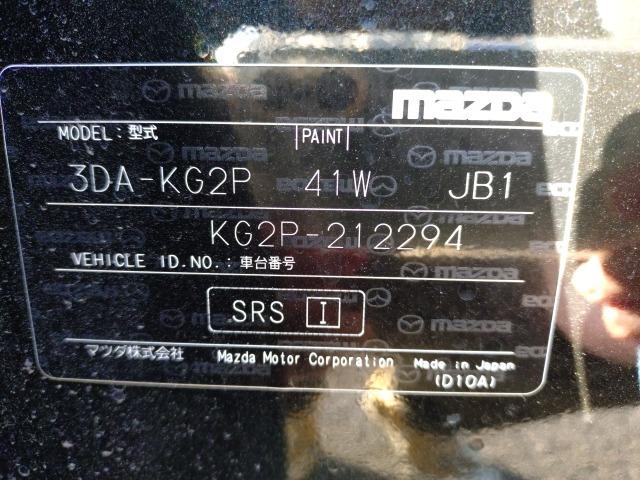 mazda
MODEL:型式 PAINT
3DA-KG2P 41W JB1
KG2P-212294
VEHICLE ID.NO.:車台番号
SRS I
マツダ株式会社 Mazda Motor Corporation Made in Japan
(D10A)